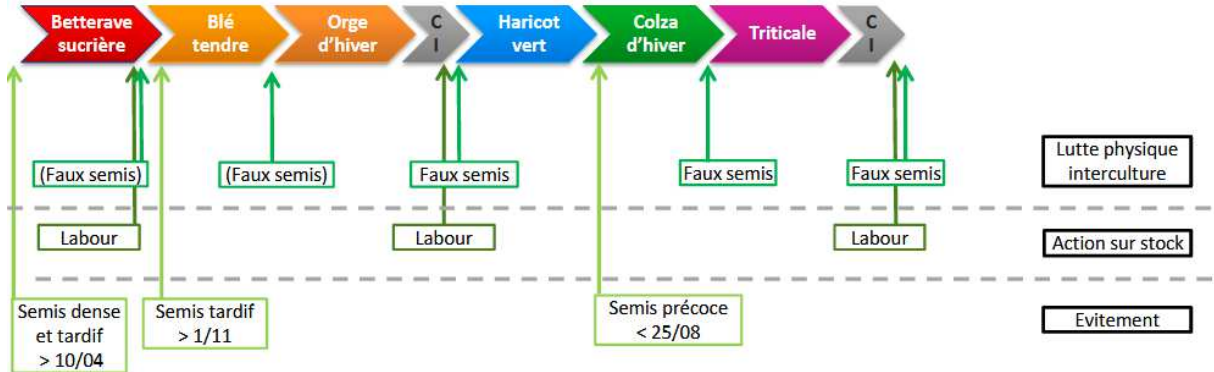 Betterave
sucrière
Blé
tendre
Orge
d'hiver
C
I
Haricot
vert
Colza
d'hiver
Triticale
C
I
(Faux semis)
(Faux semis)
Faux semis
Faux semis
Faux semis
Lutte physique
interculture
Labour
Labour
Labour
Action sur stock
Semis dense
et tardif
> 10/04
Semis tardif
> 1/11
Semis précoce
< 25/08
Evitement